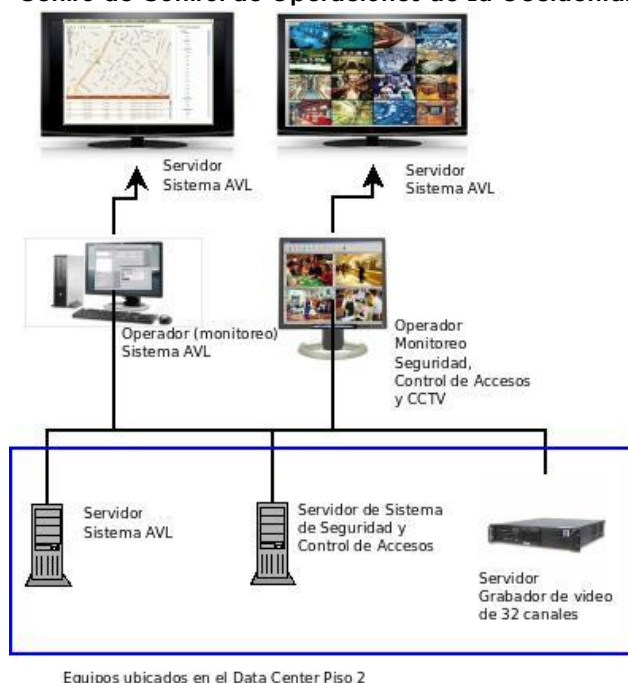 Servidor
Sistema AVL
Servidor
Sistema AVL
Operador (monitoreo)
Sistema AVL
Operador
Monitoreo
Seguridad,
Control de Accesos
y CCTV
Servidor
Sistema AVL
Servidor de Sistema
de Seguridad y
Control de Accesos
Servidor
Grabador de video
de 32 canales
Equipos ubicados en el Data Center Piso 2